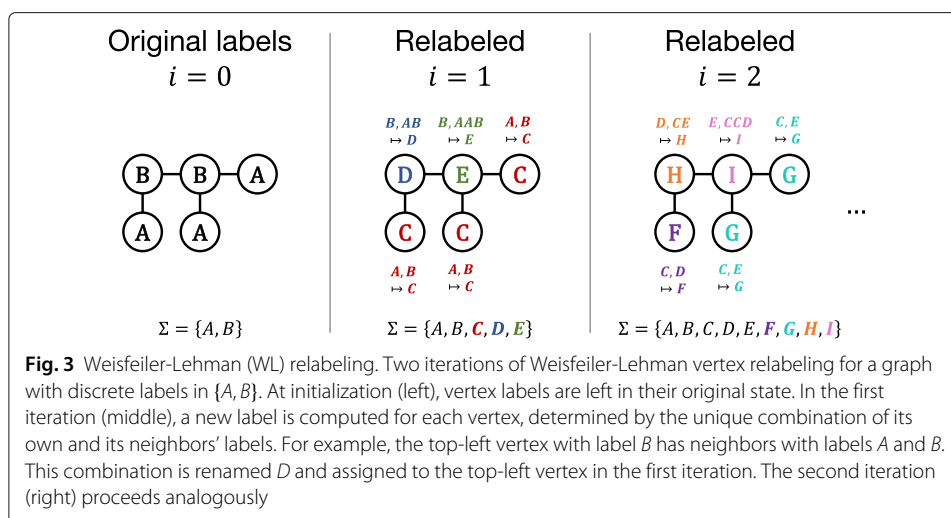 Original labels
i = 0
Relabeled
i = 1
Relabeled
i = 2
B, AB
↦ D
B, AAB
↦ E
A, B
↦ C
D, CE
↦ H
E, CCD
↦ I
C, E
↦ G
B B A
D E C
H I G
A A
C C
F G
...
A, B
↦ C
A, B
↦ C
C, D
↦ F
C, E
↦ G
Σ = {A, B}
Σ = {A, B, C, D, E}
Σ = {A, B, C, D, E, F, G, H, I}
Fig. 3 Weisfeiler-Lehman (WL) relabeling. Two iterations of Weisfeiler-Lehman vertex relabeling for a graph
with discrete labels in {A, B}. At initialization (left), vertex labels are left in their original state. In the first
iteration (middle), a new label is computed for each vertex, determined by the unique combination of its
own and its neighbors' labels. For example, the top-left vertex with label B has neighbors with labels A and B.
This combination is renamed D and assigned to the top-left vertex in the first iteration. The second iteration
(right) proceeds analogously